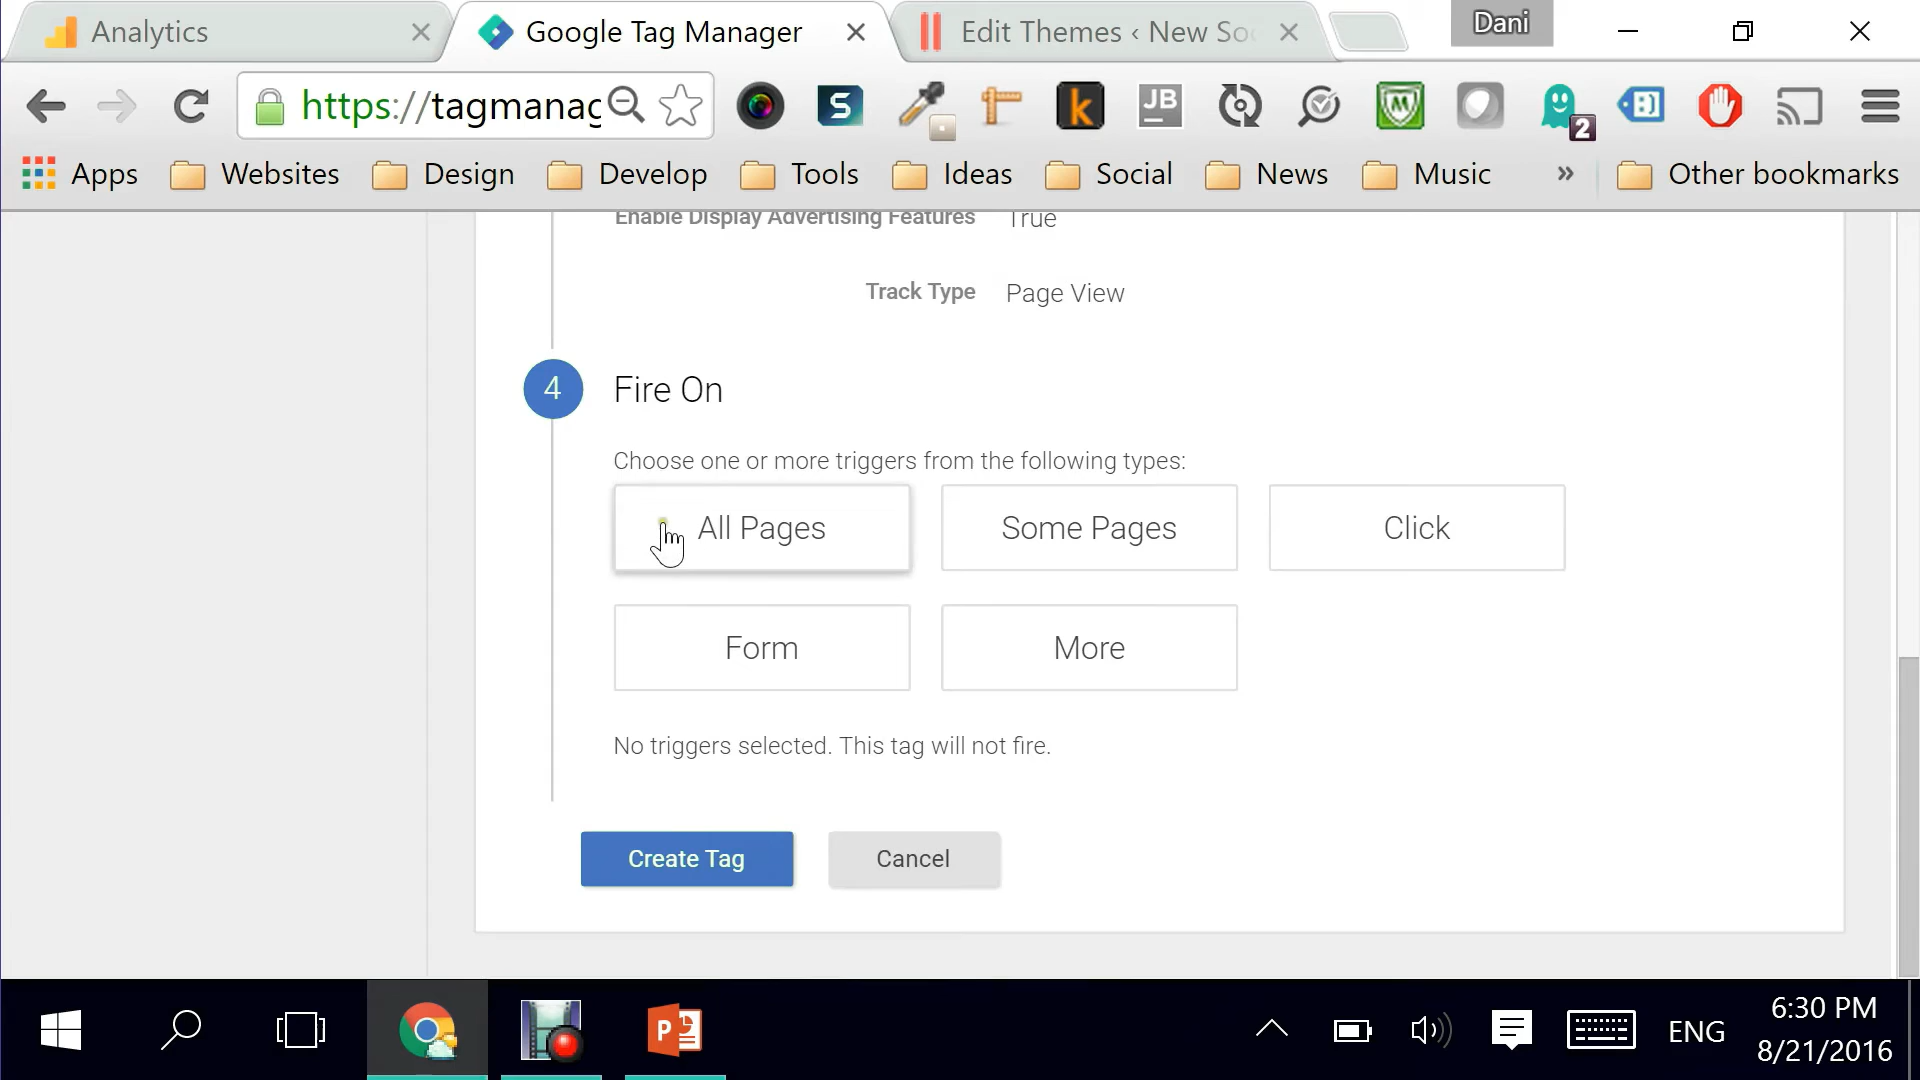 Analytics
Google Tag Manager
Edit Themes ‹ New Soc
Dani
https://tagmanag
S
k
JB
2
Apps
Websites
Design
Develop
Tools
Ideas
Social
News
Music
»
Other bookmarks
Enable Display Advertising Features True
Track Type Page View
4 Fire On
Choose one or more triggers from the following types:
All Pages
Some Pages
Click
Form
More
No triggers selected. This tag will not fire.
Create Tag
Cancel
ENG
6:30 PM
8/21/2016